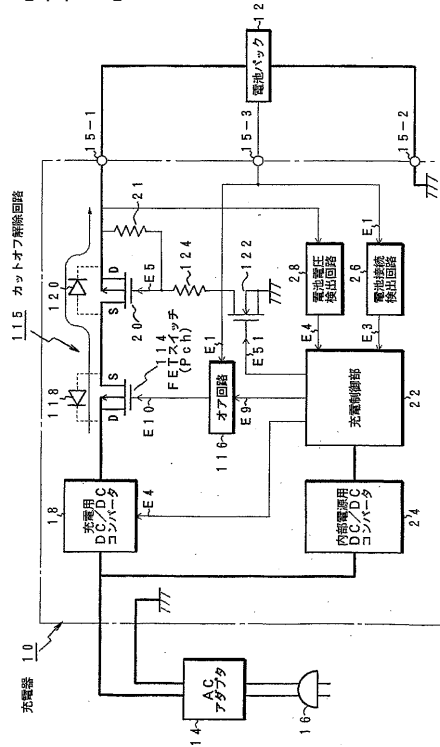 充電器 10
115 カットオフ解除回路
118
120
D
S
S
D
15-1
12
電池パック
15-3
15-2
18
充電用
DC/DC
コンバータ
E4
E10
114
FETスイッチ
(Pch)
20
E5
21
124
122
E51
E1
オア回路
116
E9
28
電池電圧
検出回路
E4
E1
26
電池接続
検出回路
E3
充電制御部
22
内部電源用
DC/DC
コンバータ
24
14
AC
アダプタ
16